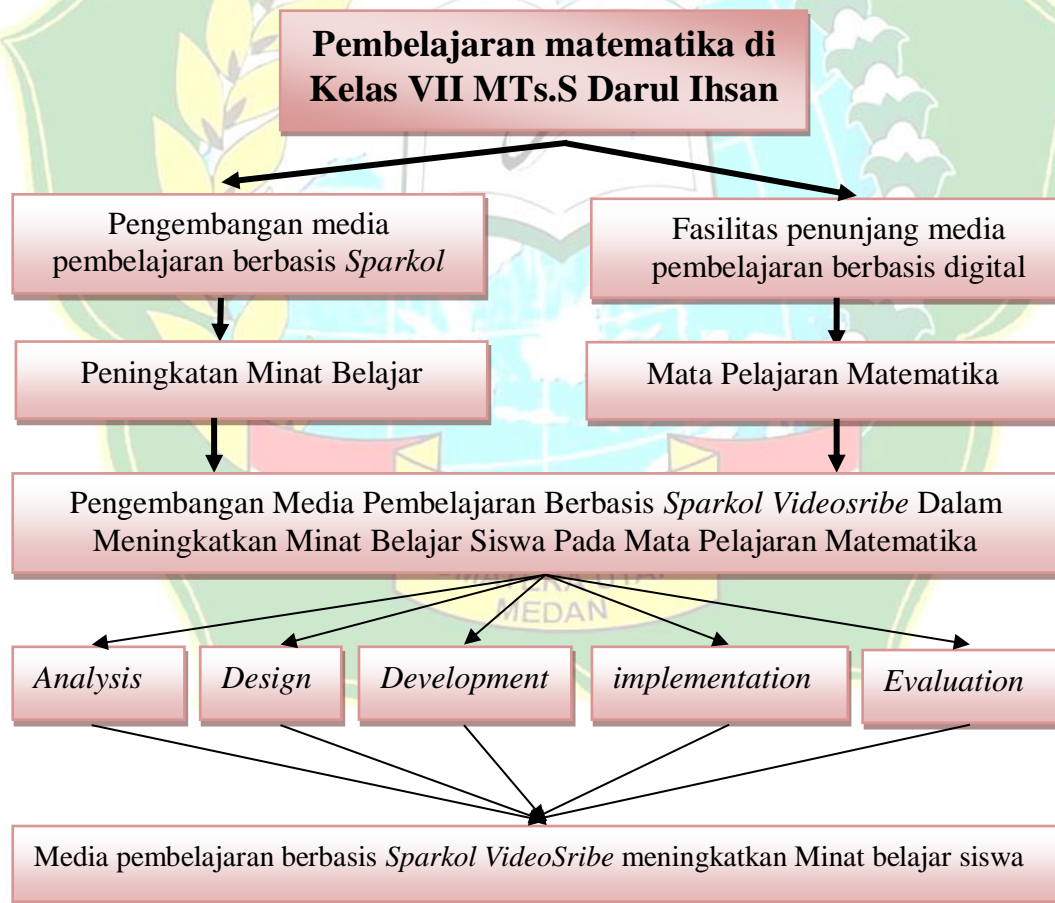 Pembelajaran matematika di
Kelas VII MTs.S Darul Ihsan
Pengembangan media
pembelajaran berbasis Sparkol
Fasilitas penunjang media
pembelajaran berbasis digital
Peningkatan Minat Belajar
Mata Pelajaran Matematika
Pengembangan Media Pembelajaran Berbasis Sparkol Videosribe Dalam
Meningkatkan Minat Belajar Siswa Pada Mata Pelajaran Matematika
MEDAN
Analysis
Design
Development
implementation
Evaluation
Media pembelajaran berbasis Sparkol VideoSribe meningkatkan Minat belajar siswa